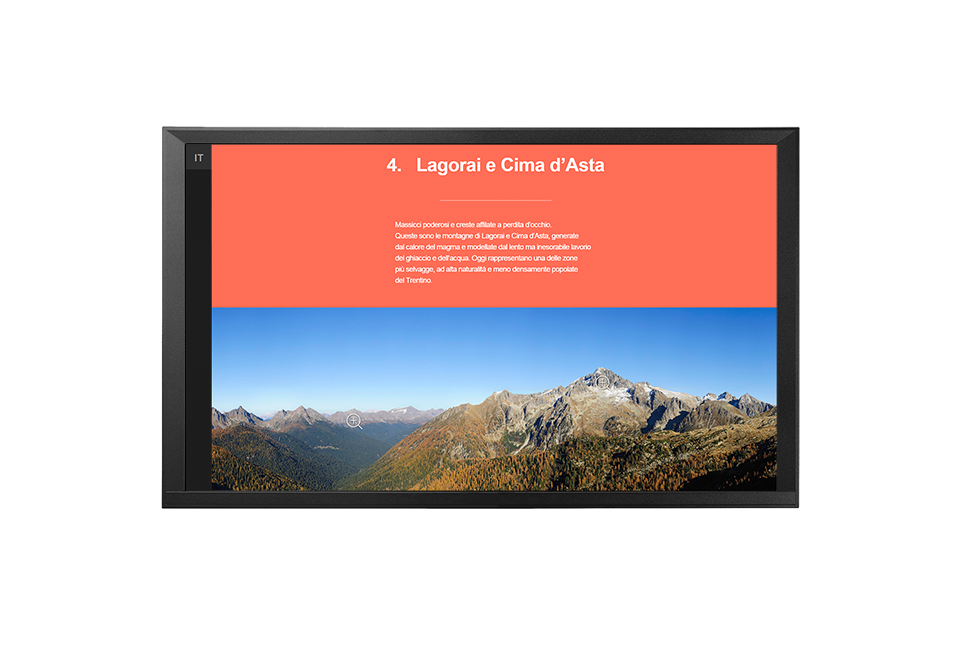 IT
4. Lagorai e Cima d’Asta
Massicci poderosi e creste affilate a perdita d’occhio.
Queste sono le montagne di Lagorai e Cima d’Asta, generate
dal calore del magma e modellate dal lento ma inesorabile lavoro
del ghiaccio e dell’acqua. Oggi rappresentano una delle zone
più selvagge, ad alta naturalità e meno densamente popolate
del Trentino.